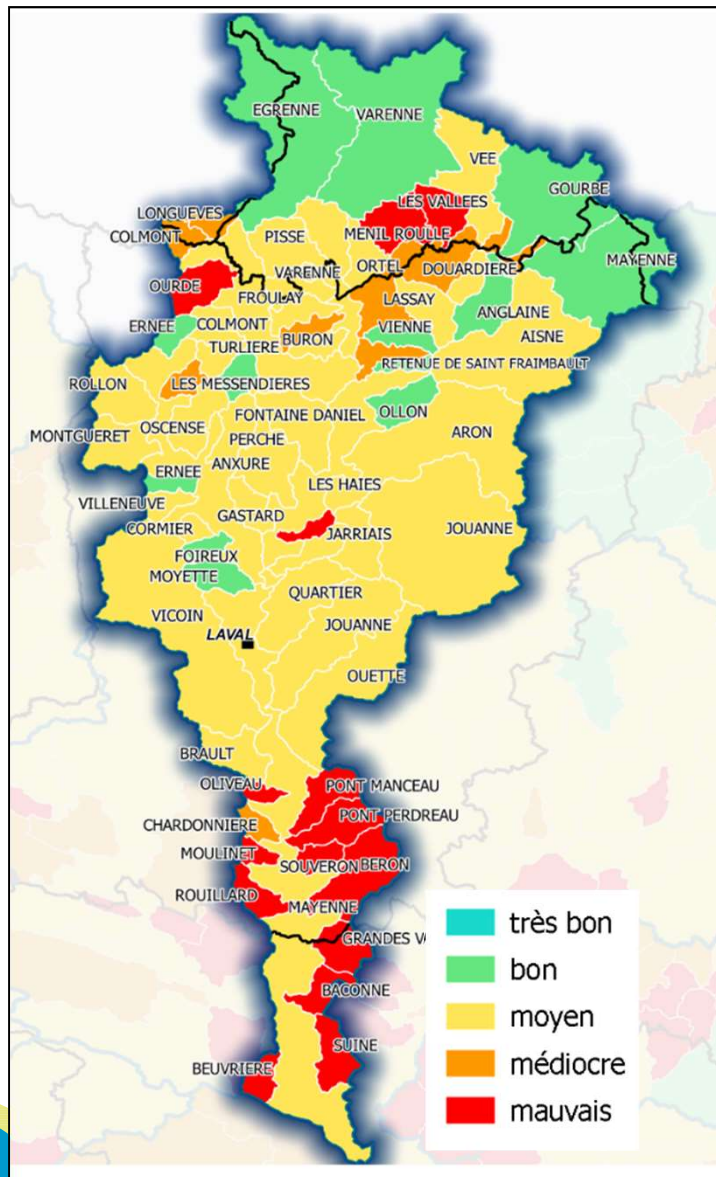 EGRENNE
VARENNE
VEE
GOURBE
LES VALLEES
LONGUEVES
COLMONT
PISSE
MENIL ROULLE
MAYENNE
VARENNE
ORTEL
DOUARDIERE
OURDE
FROULAY
LASSAY
ERNEE
COLMONT
VIENNE
ANGLAINE
TURLIERE
BURON
AISNE
RETENUE DE SAINT FRAIMBAULT
ROLLON
LES MESSENDIERES
FONTAINE DANIEL
OLLON
MONTGUERET
OSCENSE
PERCHE
ARON
ERNEE
ANXURE
LES HAIES
VILLENEUVE
GASTARD
CORMIER
JARRIAIS
JOUANNE
FOIREUX
MOYETTE
QUARTIER
VICOIN
JOUANNE
LAVAL
OUETTE
BRAULT
OLIVEAU
PONT MANCEAU
CHARDONNIERE
PONT PERDREAU
MOULINET
SOUVERON
BERON
ROUILLARD
MAYENNE
GRANDES
BACONNE
SUINE
BEUVRIERE
très bon
bon
moyen
médiocre
mauvais